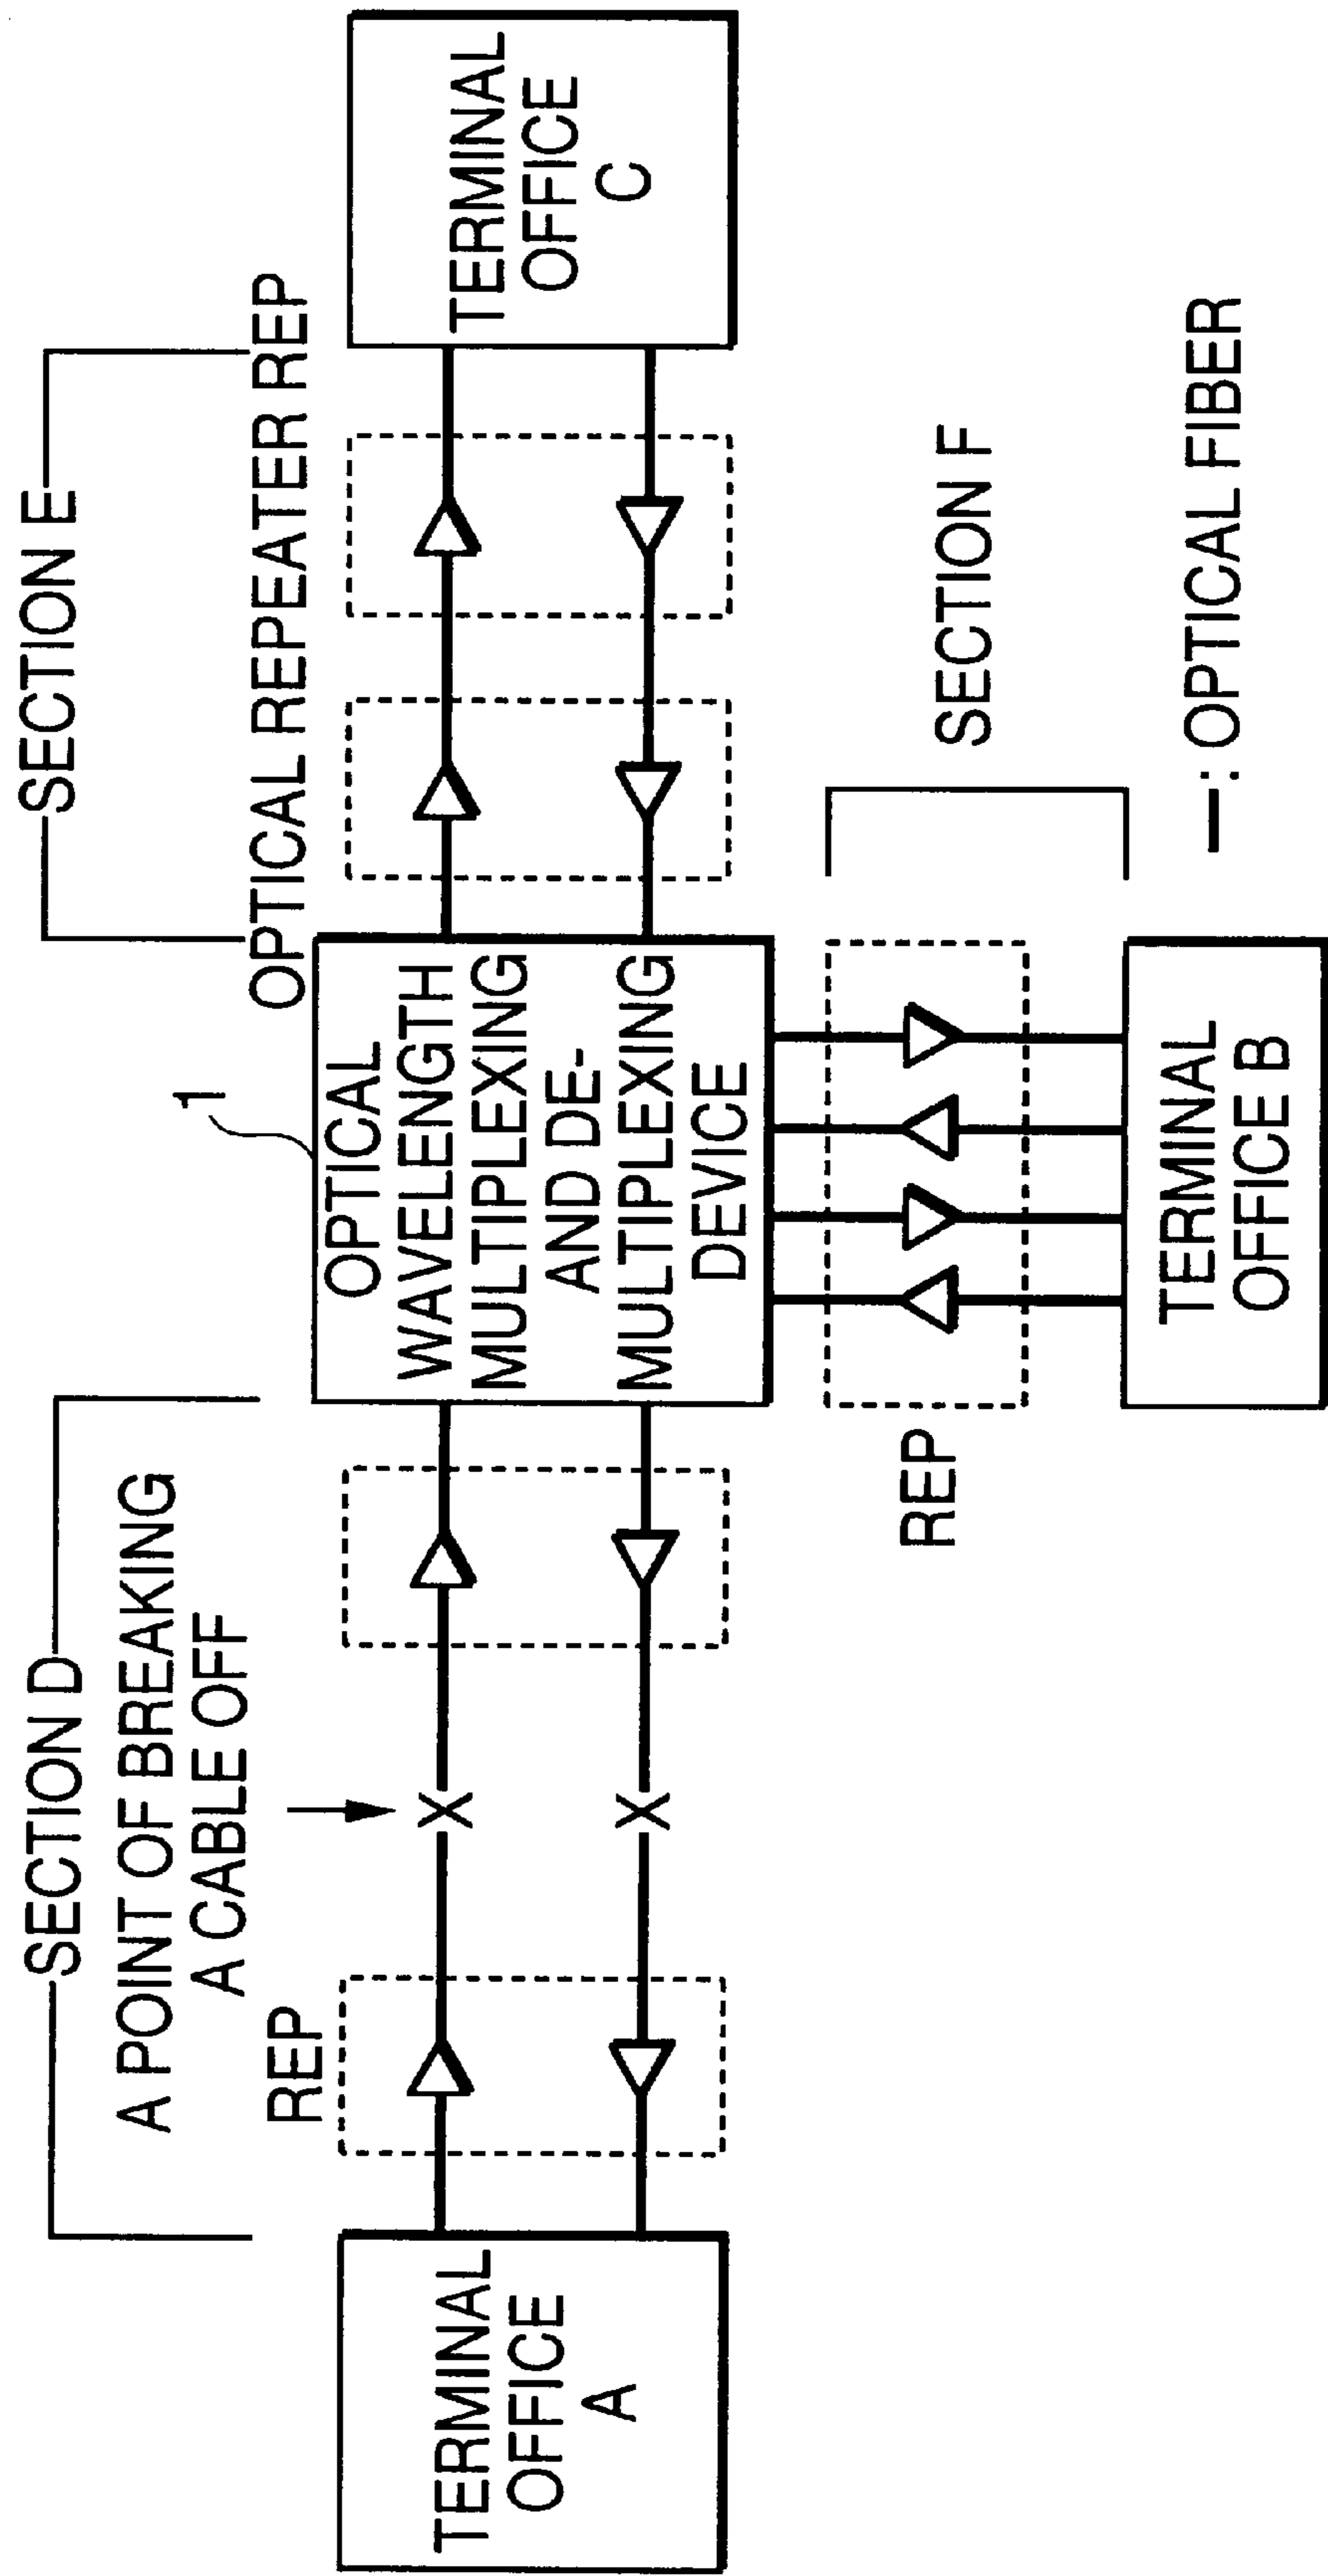 SECTION D
SECTION E
A POINT OF BREAKING
A CABLE OFF
1
OPTICAL REPEATER REP
REP
TERMINAL
OFFICE
A
X
X
OPTICAL
WAVELENGTH
MULTIPLEXING
AND DE-
MULTIPLEXING
DEVICE
TERMINAL
OFFICE
C
REP
SECTION F
TERMINAL
OFFICE B
: OPTICAL FIBER